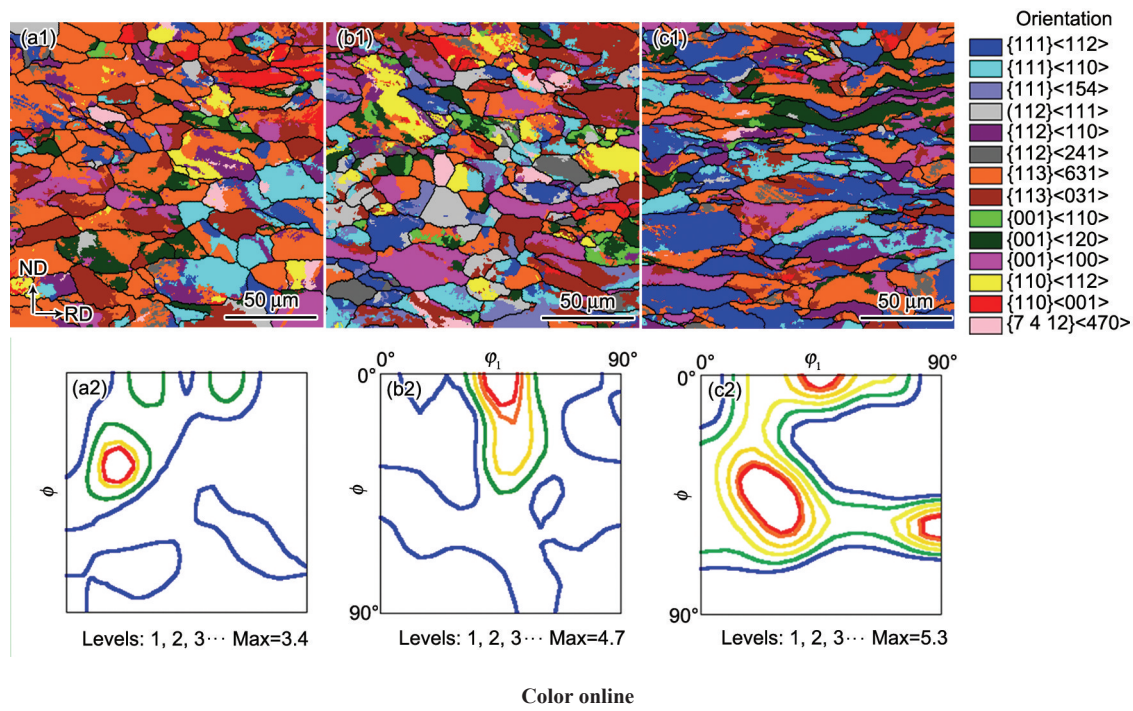 (a1)
(b1)
(c1)
ND
RD
50 μm
50 μm
50 μm
Orientation
{111}<112>
{111}<110>
{111}<154>
(112}<111>
{112}<110>
{112}<241>
{113}<631>
{113}<031>
{001}<110>
{001}<120>
{001}<100>
{110}<112>
{110}<001>
{7 4 12}<470>
(a2)
ϕ
Levels: 1, 2, 3⋯ Max=3.4
0° φ₁ 90°
0°
(b2)
ϕ
90°
Levels: 1, 2, 3⋯ Max=4.7
0° φ₁ 90°
0°
(c2)
ϕ
90°
Levels: 1, 2, 3⋯ Max=5.3
Color online